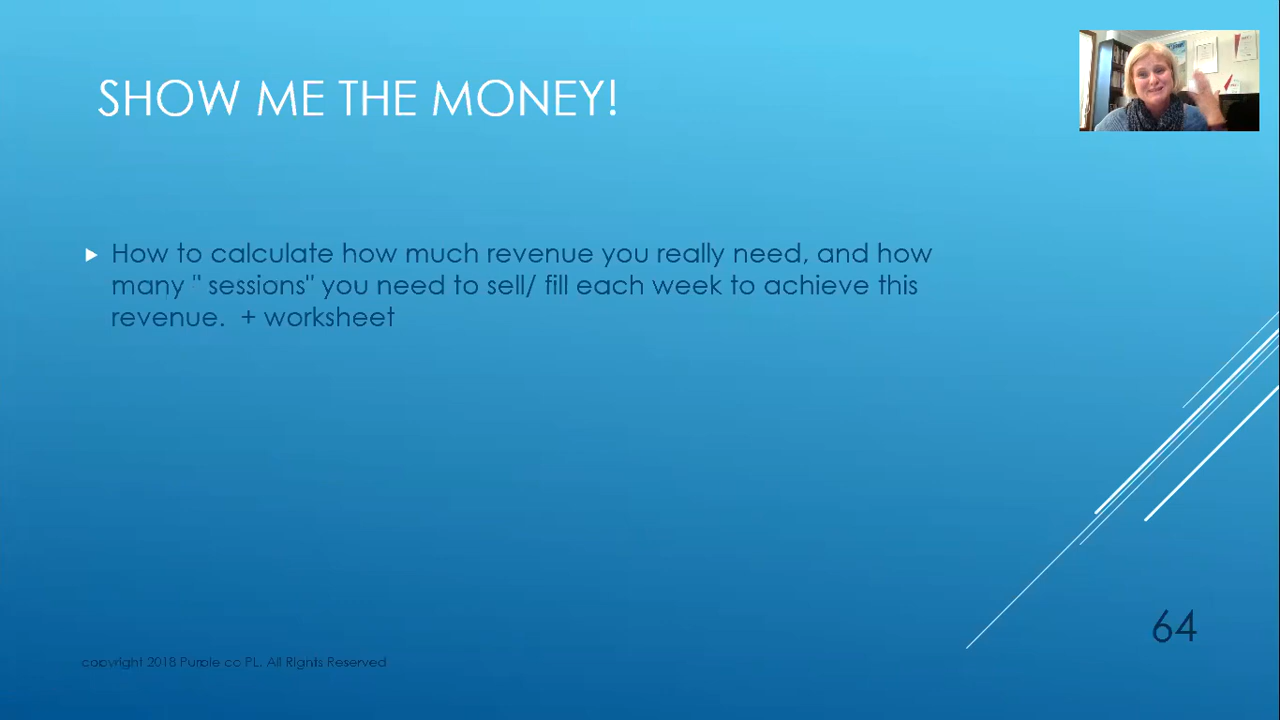 SHOW ME THE MONEY!
How to calculate how much revenue you really need, and how
many " sessions" you need to sell/ fill each week to achieve this
revenue.  + worksheet
64
copyright 2018 Purple co PL. All Rights Reserved